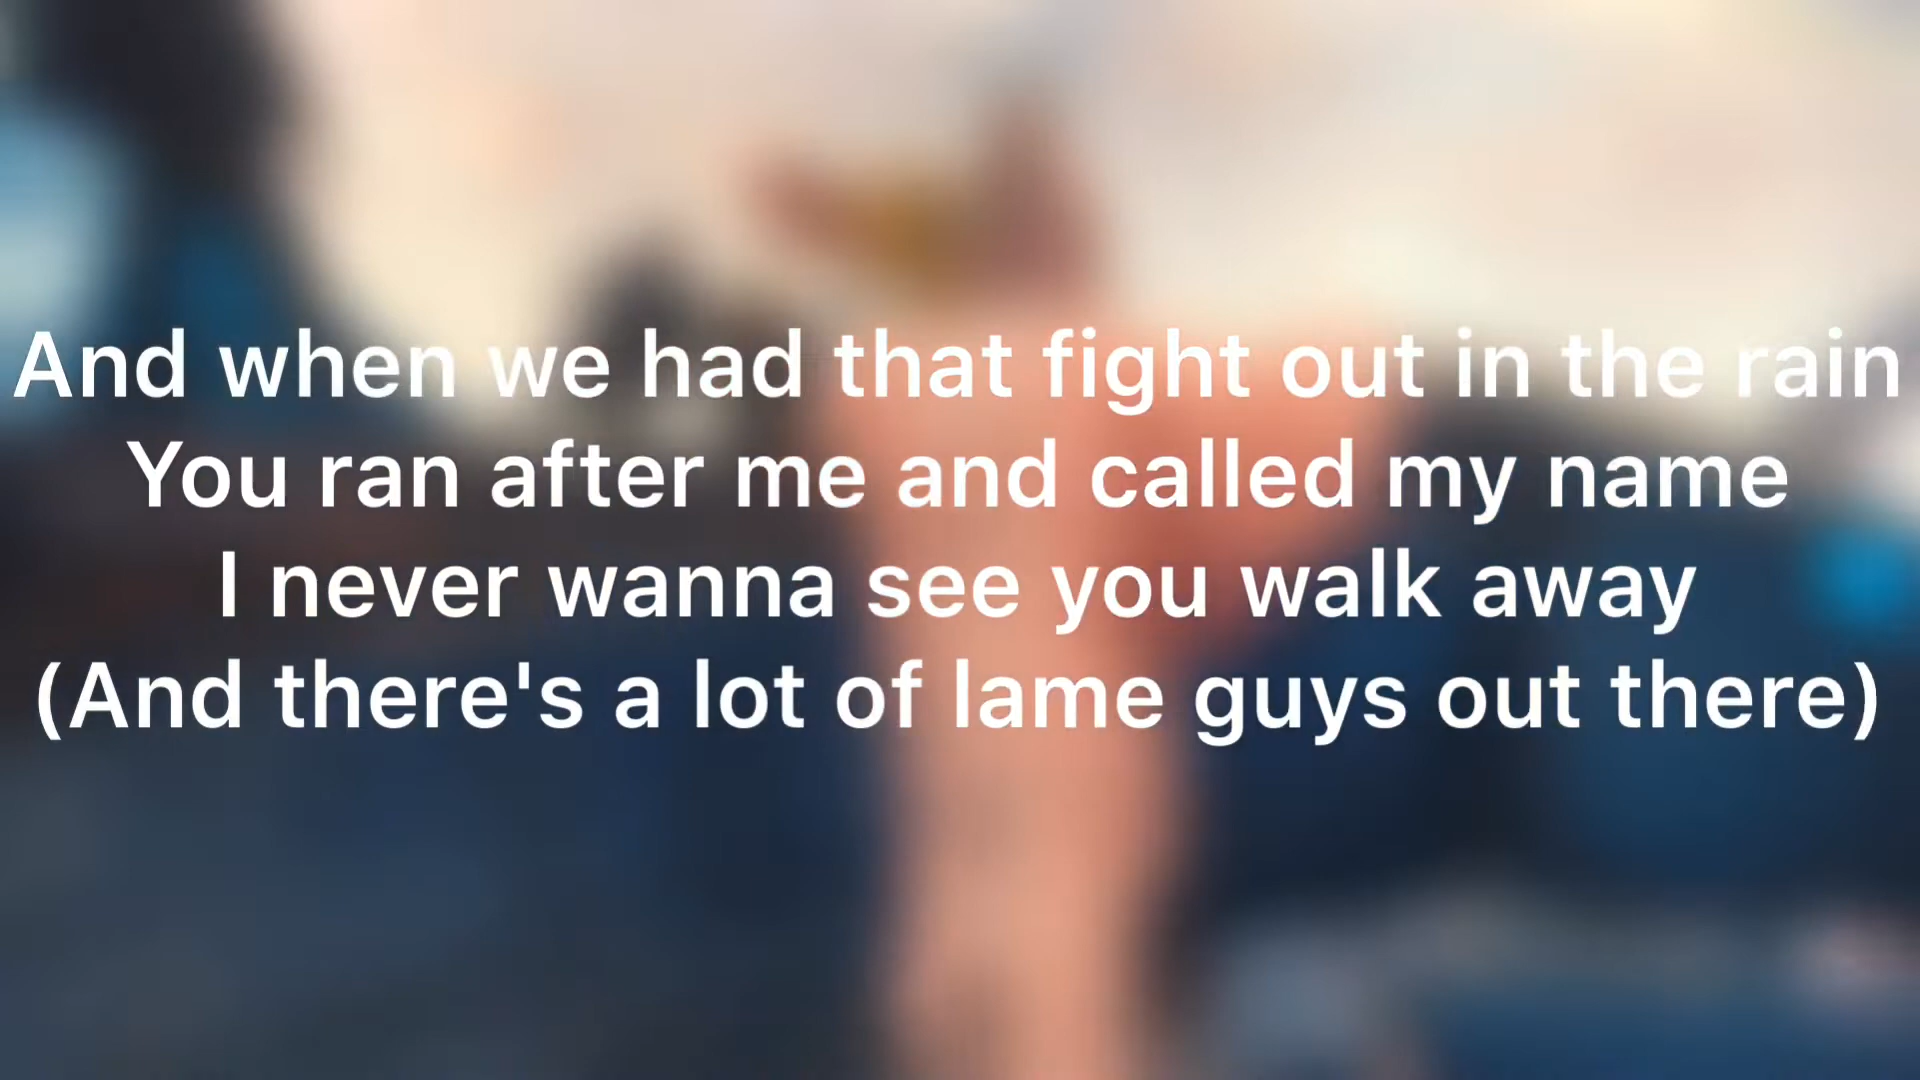 And when we had that fight out in the rain
You ran after me and called my name
I never wanna see you walk away
(And there's a lot of lame guys out there)